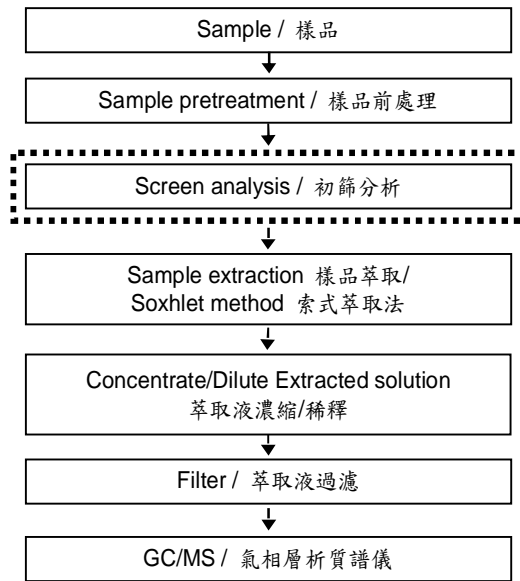 Sample / 樣品
Sample pretreatment / 樣品前處理
Screen analysis / 初篩分析
Sample extraction 樣品萃取/
Soxhlet method 索式萃取法
Concentrate/Dilute Extracted solution
萃取液濃縮/稀釋
Filter / 萃取液過濾
GC/MS / 氣相層析質譜儀